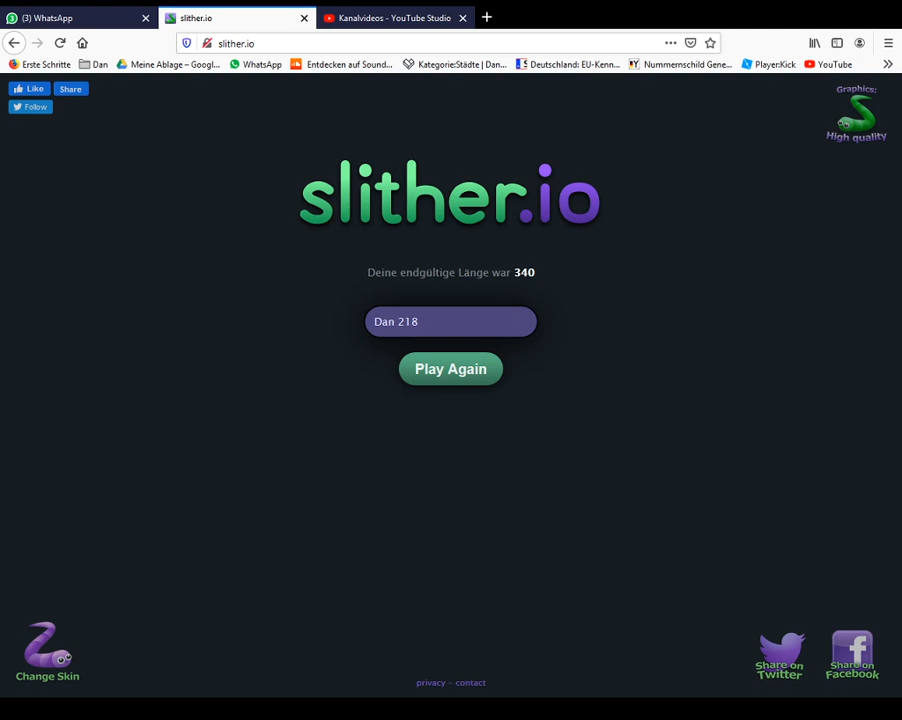 (3) WhatsApp
slither.io
Kanalvideos - YouTube Studio
slither.io
Erste Schritte
Dan
Meine Ablage – Googl...
WhatsApp
Entdecken auf Sound...
Kategorie:Städte | Dan...
Deutschland: EU-Kenn...
Nummernschild Gene...
Player:Kick
YouTube
Like
Share
Follow
Graphics:
High quality
slither.io
Deine endgültige Länge war 340
Dan 218
Play Again
Change Skin
privacy - contact
Share on
Twitter
Share on
Facebook